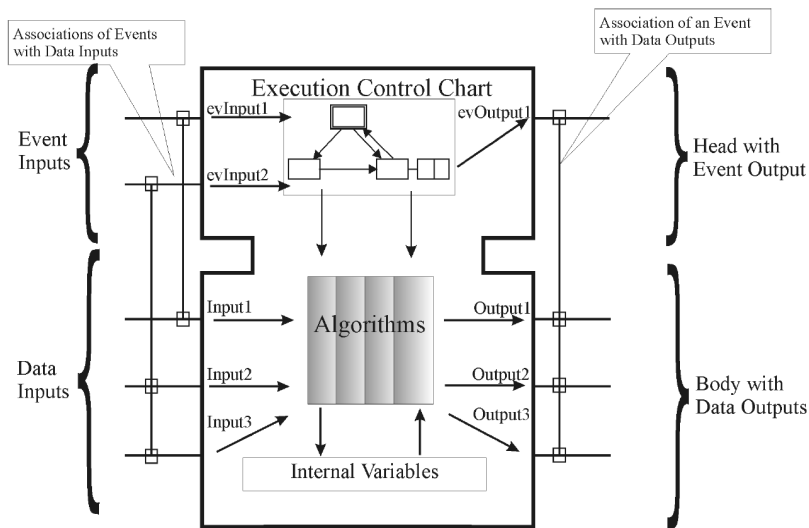 Associations of Events
with Data Inputs
Association of an Event
with Data Outputs
Execution Control Chart
evInput1
evOutput1
Event
Inputs
evInput2
Head with
Event Output
Input1
Algorithms
Output1
Data
Inputs
Input2
Output2
Body with
Data Outputs
Input3
Output3
Internal Variables